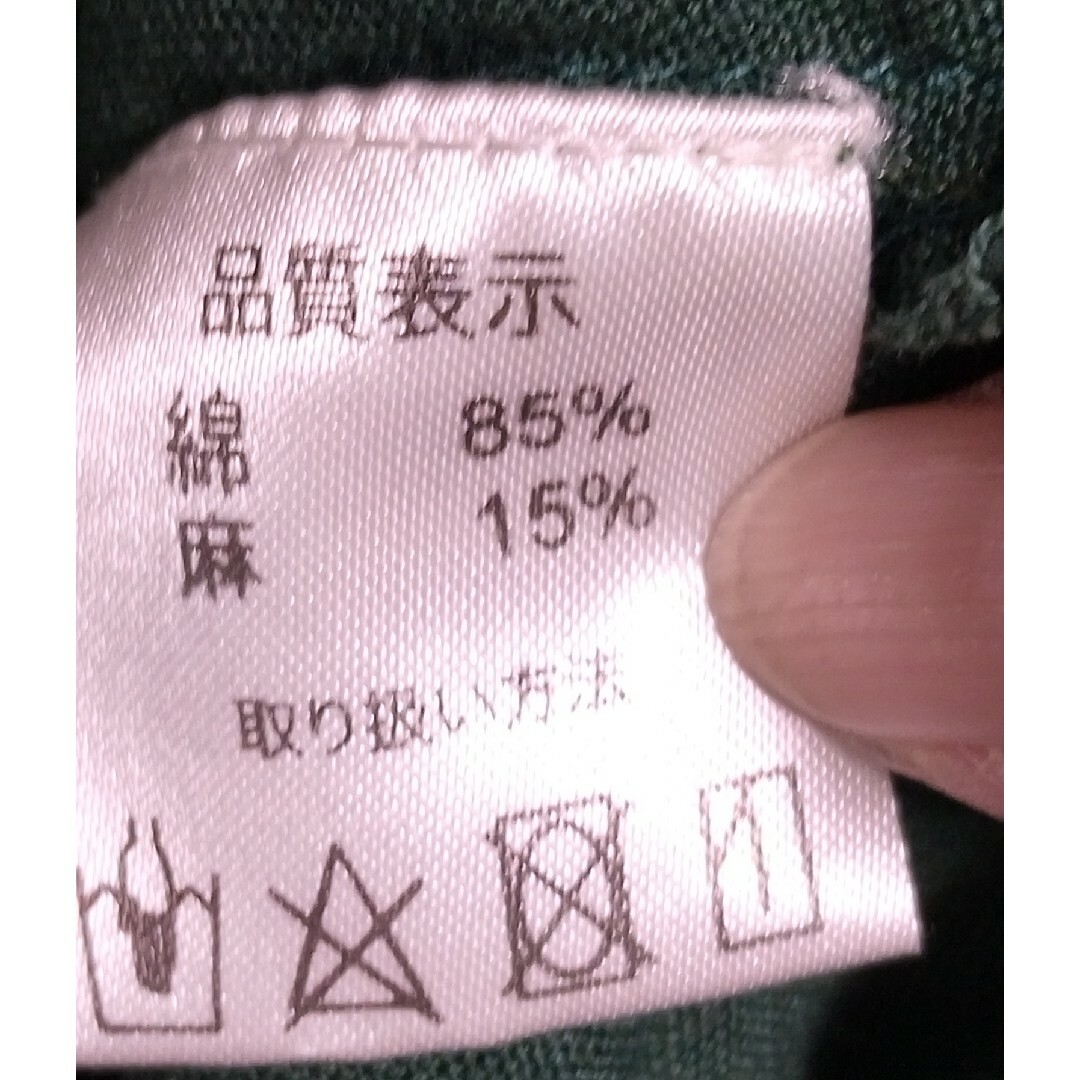 品質表示
綿 85%
麻 15%
取り扱い方法